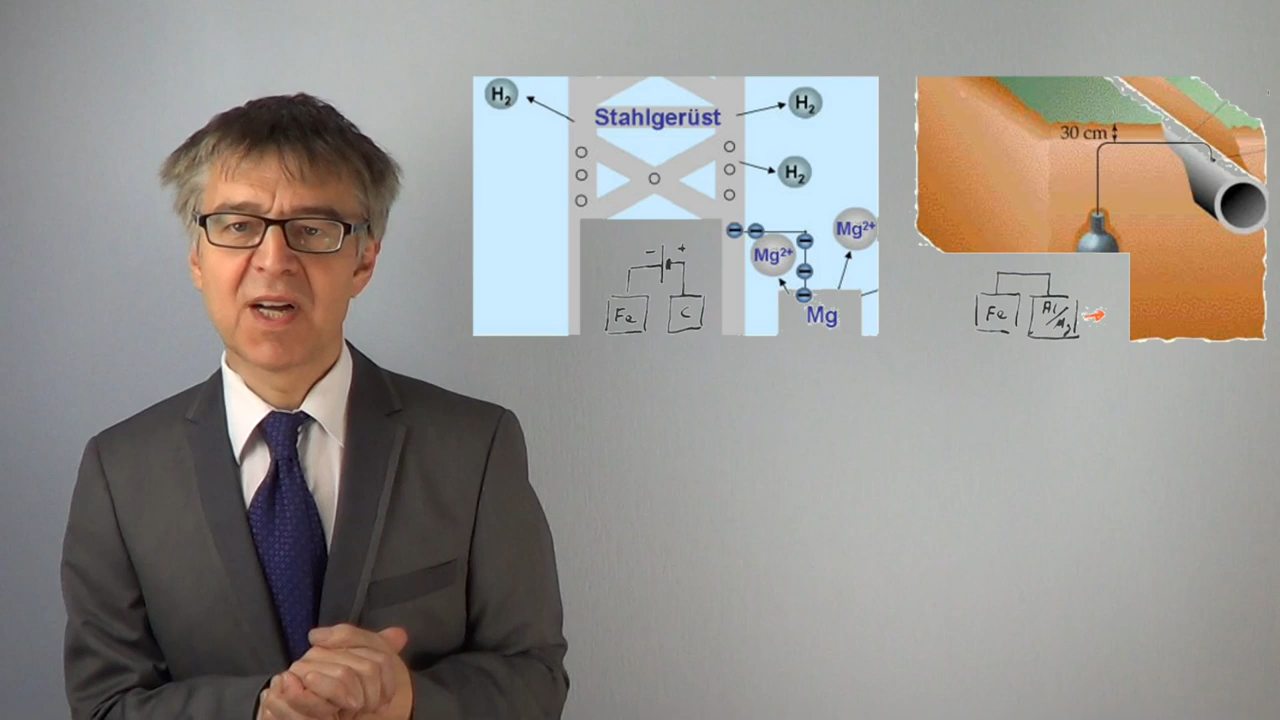 H₂
Stahlgerüst
H₂
H₂
Mg²⁺
Mg²⁺
Mg
- +
Fe
C
30 cm
Fe
Al/Mg